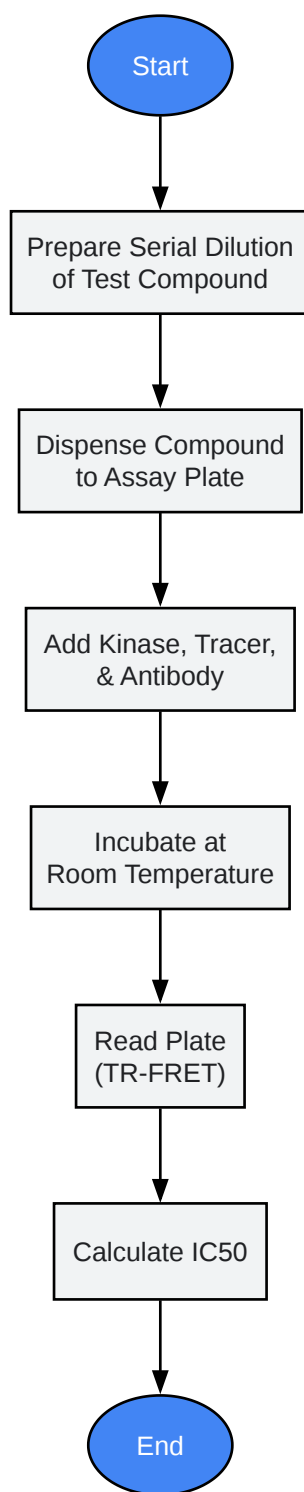 Start
Prepare Serial Dilution
of Test Compound
Dispense Compound
to Assay Plate
Add Kinase, Tracer,
& Antibody
Incubate at
Room Temperature
Read Plate
(TR-FRET)
Calculate IC50
End